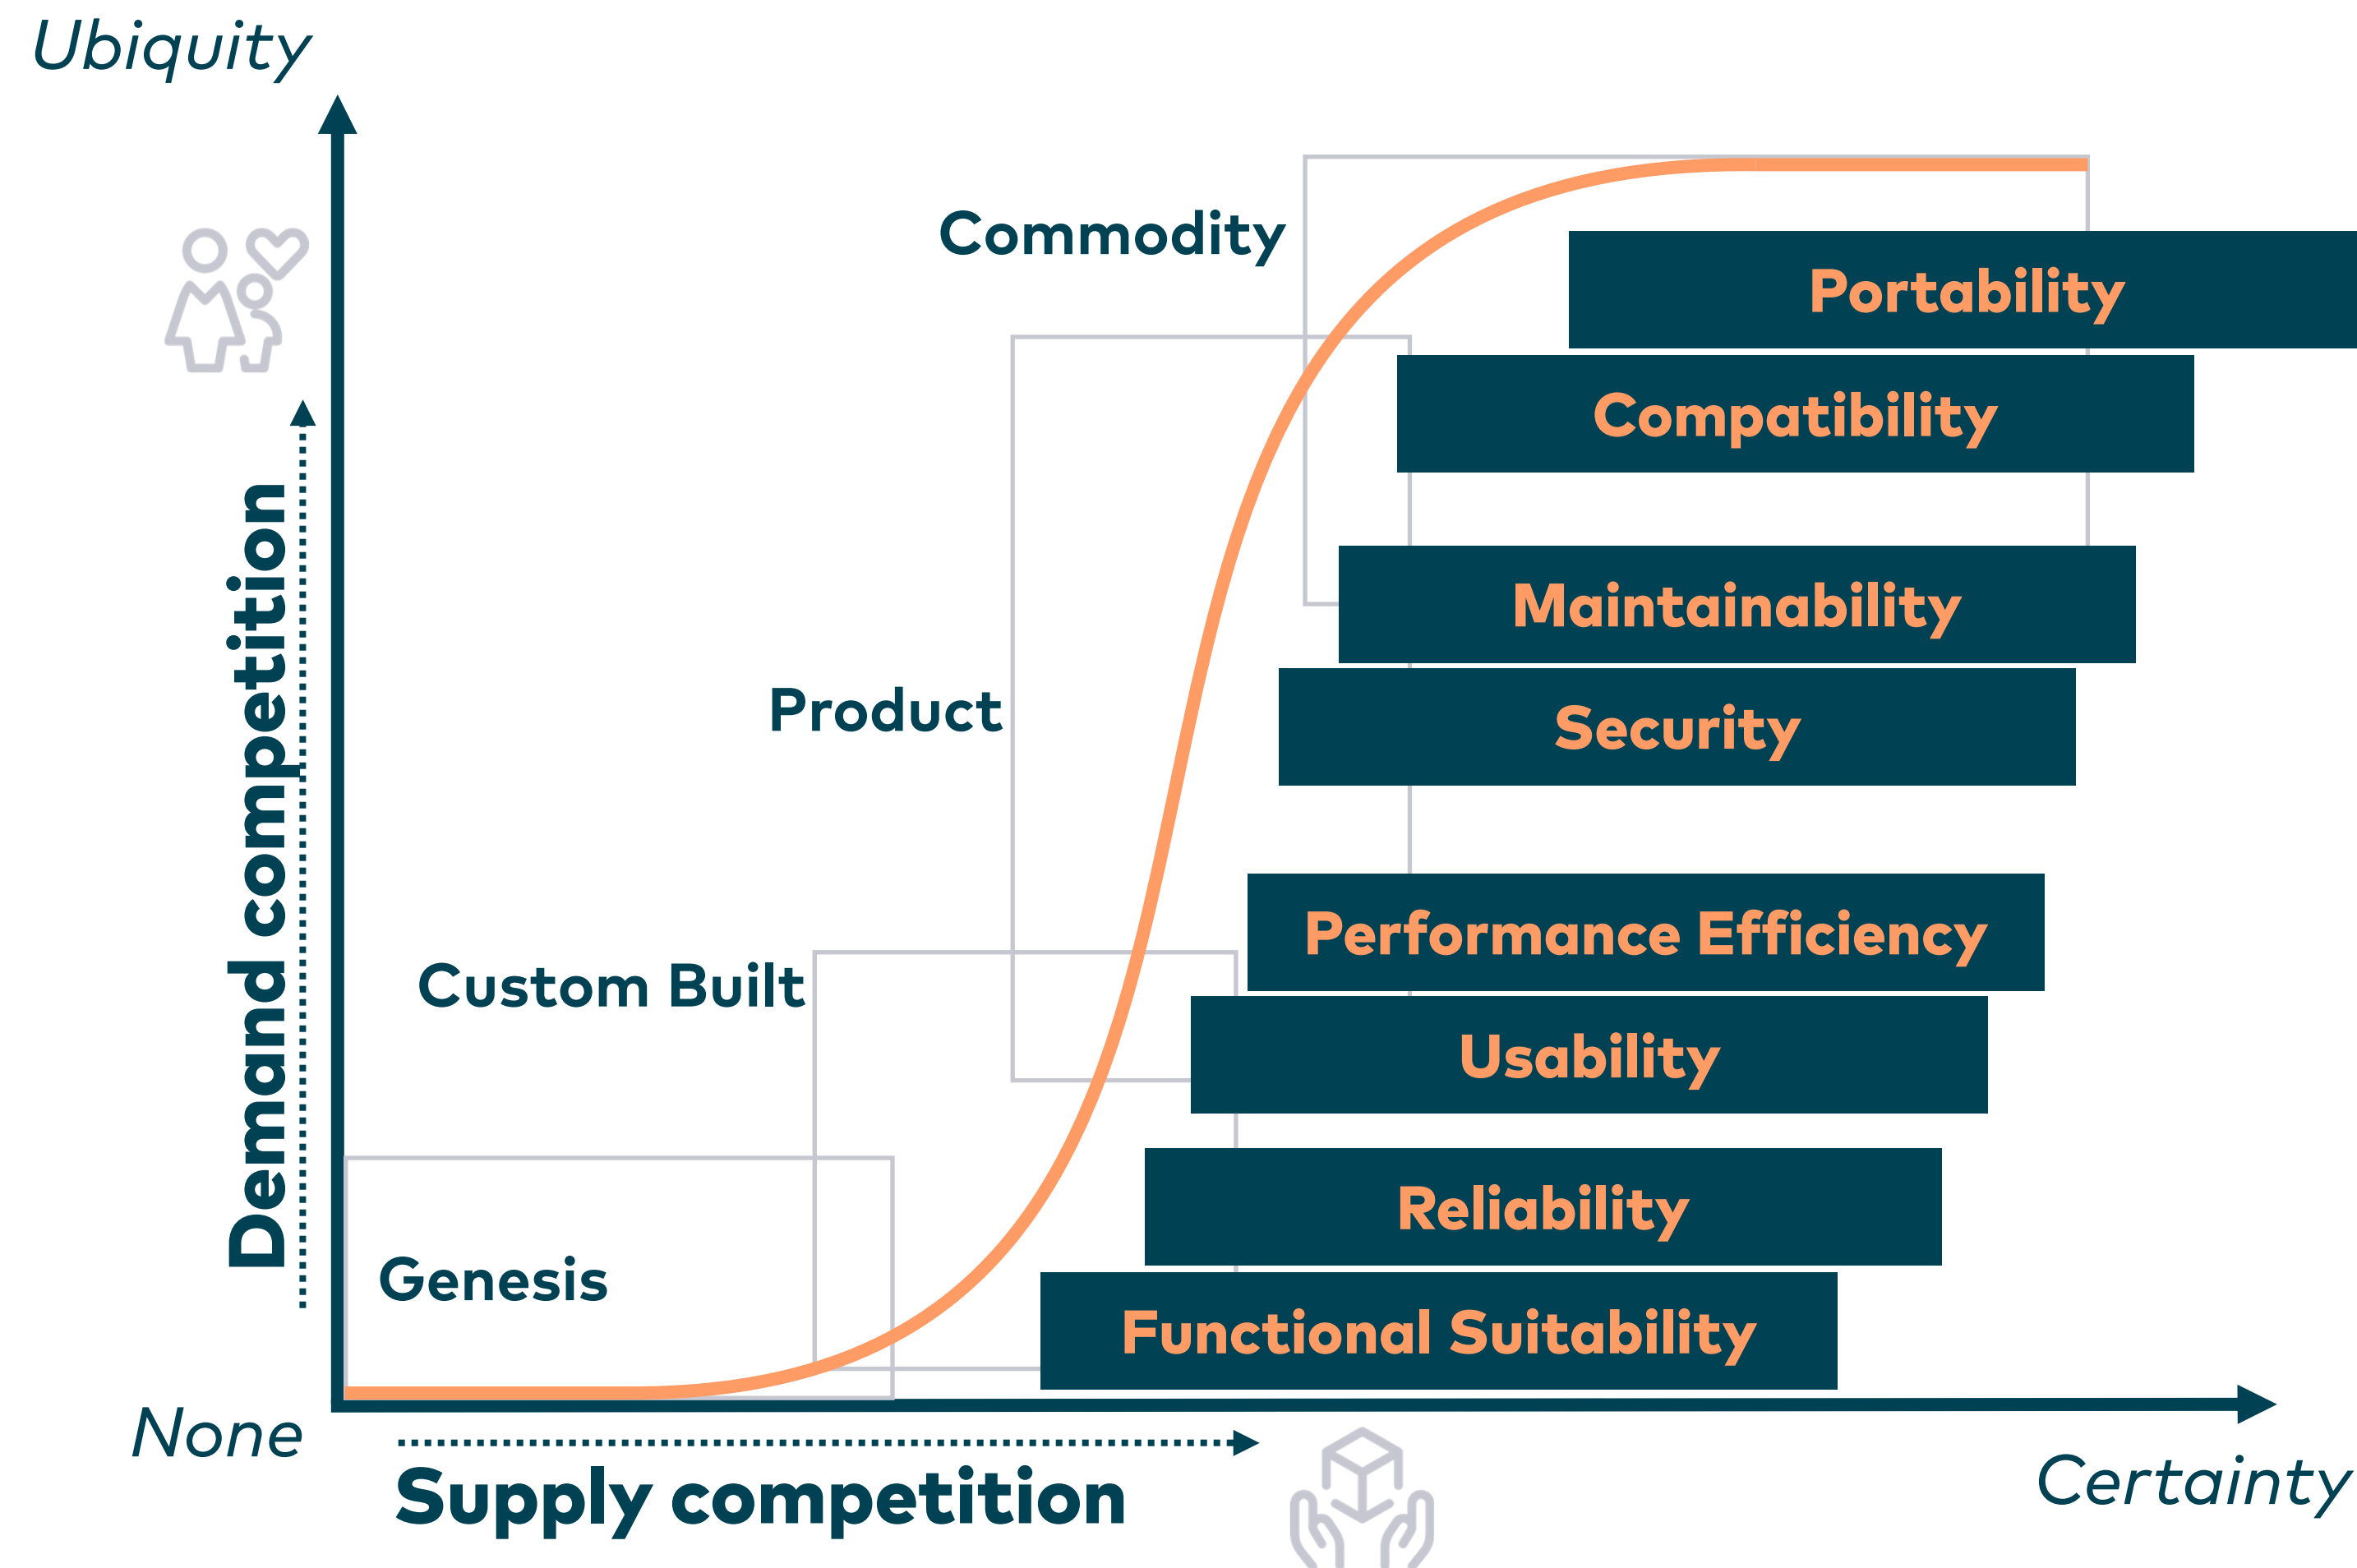 Ubiquity
Commodity
Portability
Compatibility
Maintainability
Product
Security
Demand competition
Performance Efficiency
Custom Built
Usability
Reliability
Genesis
Functional Suitability
None
Supply competition
Certainty